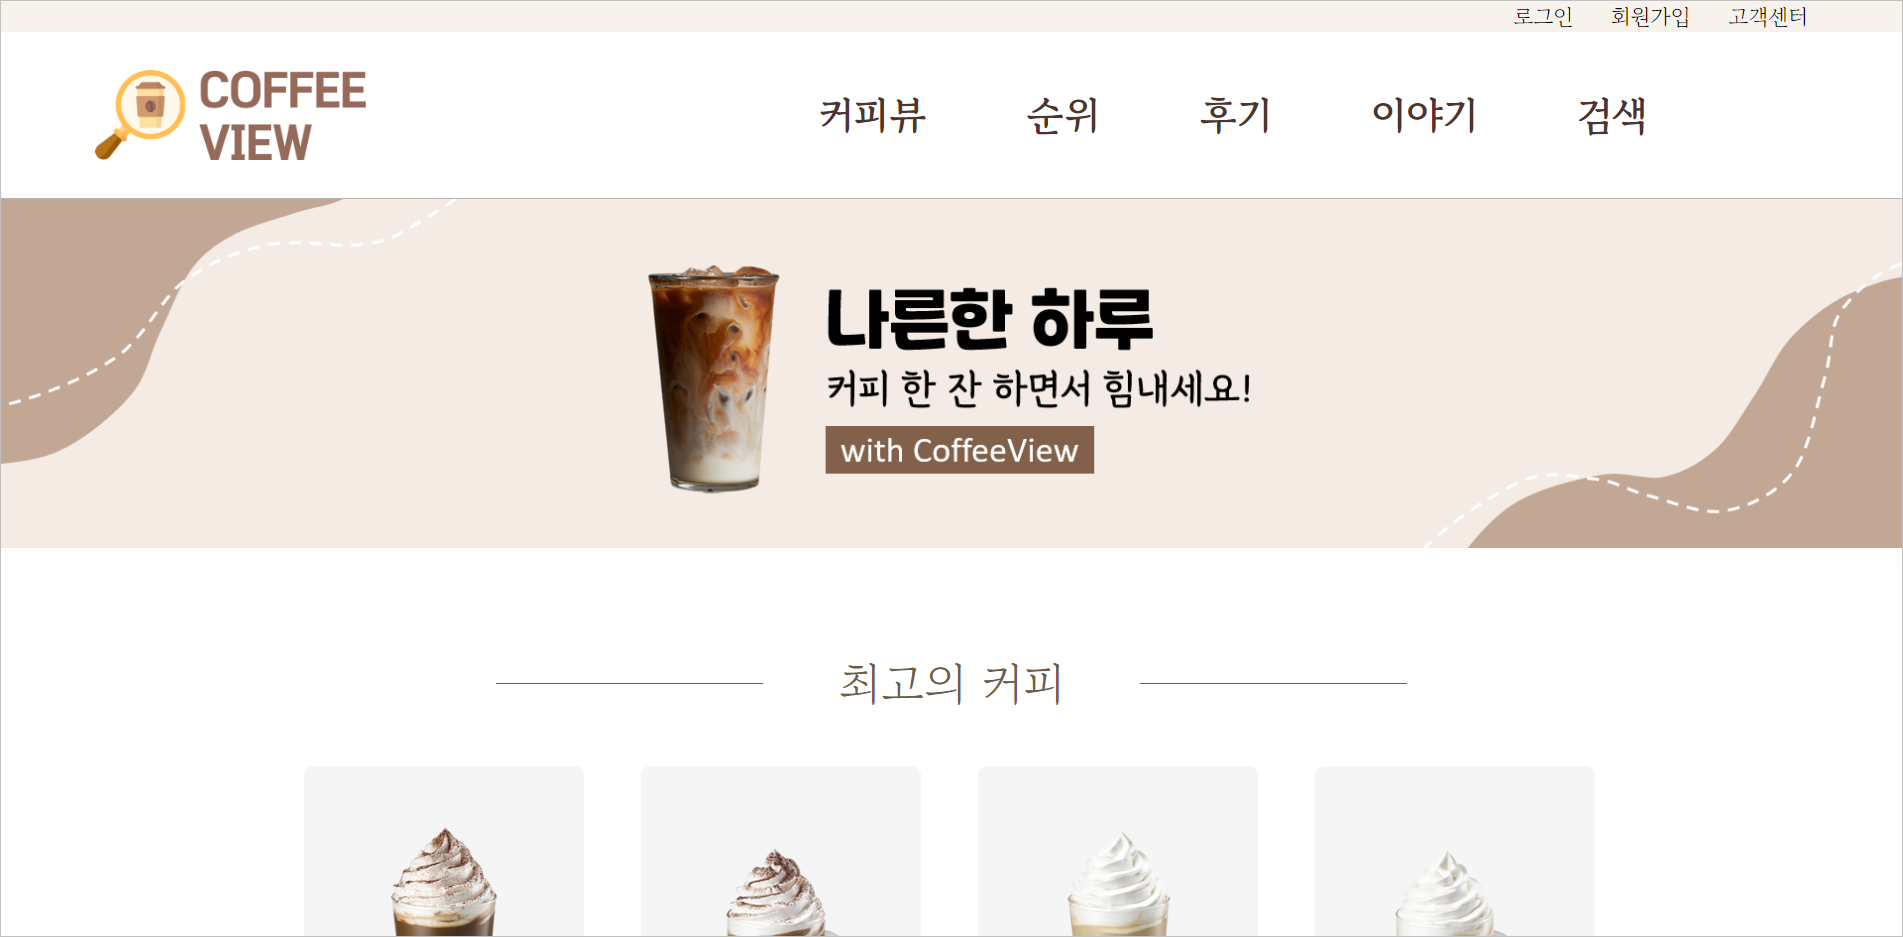 로그인 회원가입 고객센터
COFFEE
VIEW
커피뷰 순위 후기 이야기 검색
나른한 하루
커피 한 잔 하면서 힘내세요!
with CoffeeView
최고의 커피